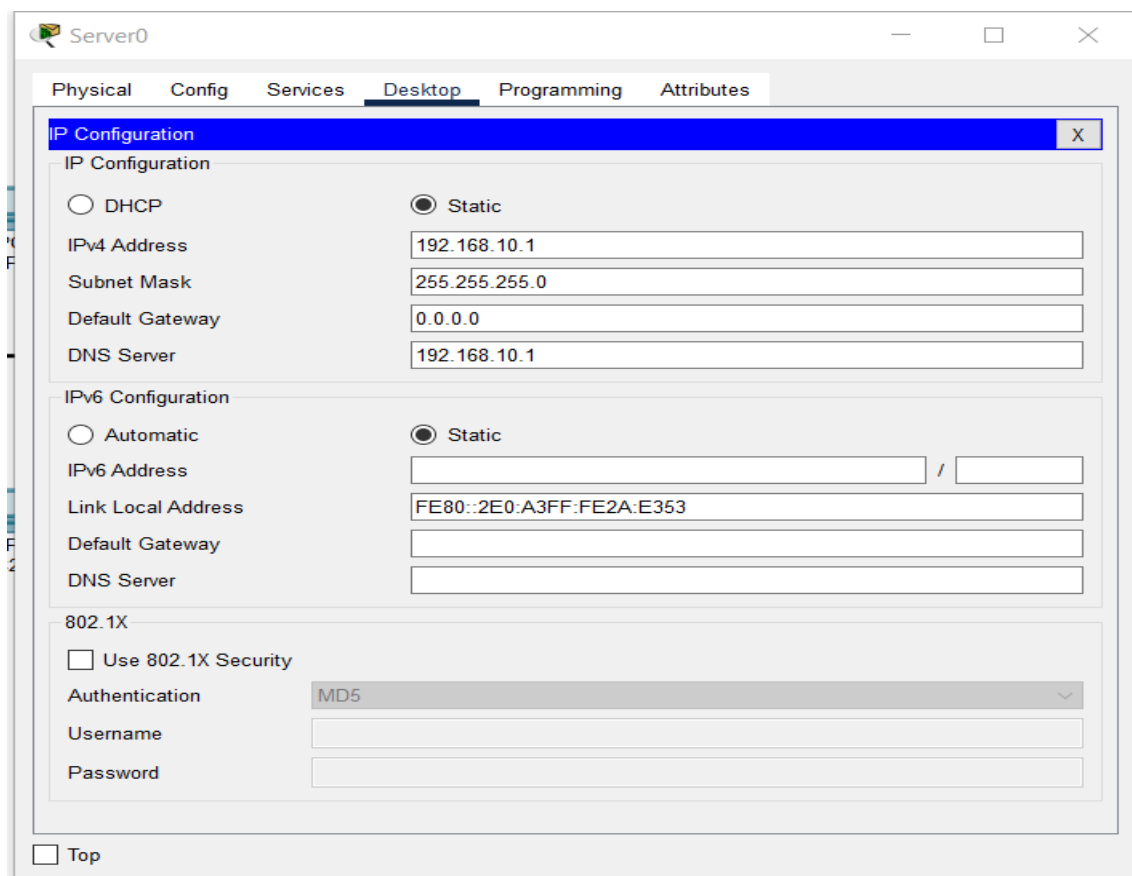 Server0
Physical Config Services Desktop Programming Attributes
IP Configuration X
IP Configuration
DHCP Static
IPv4 Address 192.168.10.1
Subnet Mask 255.255.255.0
Default Gateway 0.0.0.0
DNS Server 192.168.10.1
IPv6 Configuration
Automatic Static
IPv6 Address /
Link Local Address FE80::2E0:A3FF:FE2A:E353
Default Gateway
DNS Server
802.1X
Use 802.1X Security
Authentication MD5
Username
Password
Top